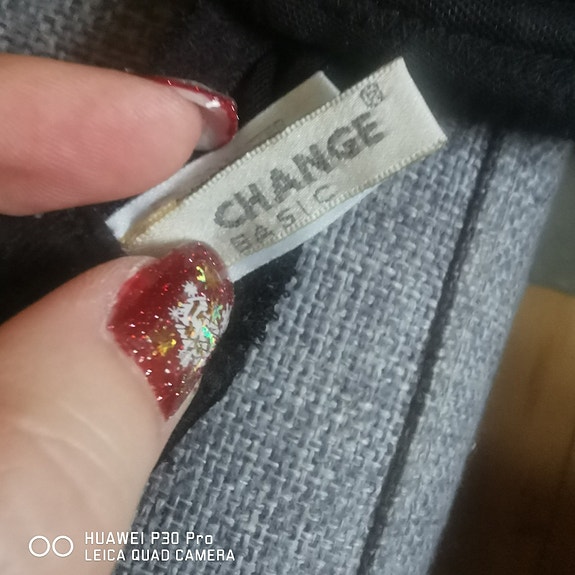 CHANGE®
BASIC
HUAWEI P30 Pro
LEICA QUAD CAMERA